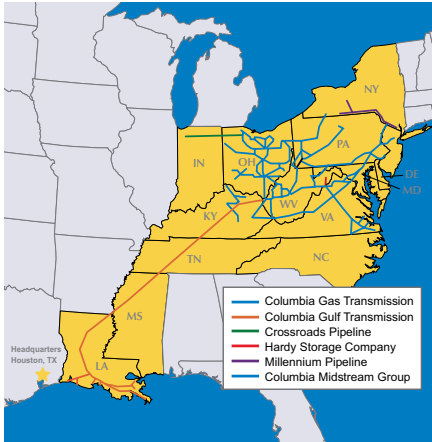 NY
PA
IN
OH
DE
MD
WV
VA
KY
TN
NC
MS
LA
Headquarters
Houston, TX
Columbia Gas Transmission
Columbia Gulf Transmission
Crossroads Pipeline
Hardy Storage Company
Millennium Pipeline
Columbia Midstream Group